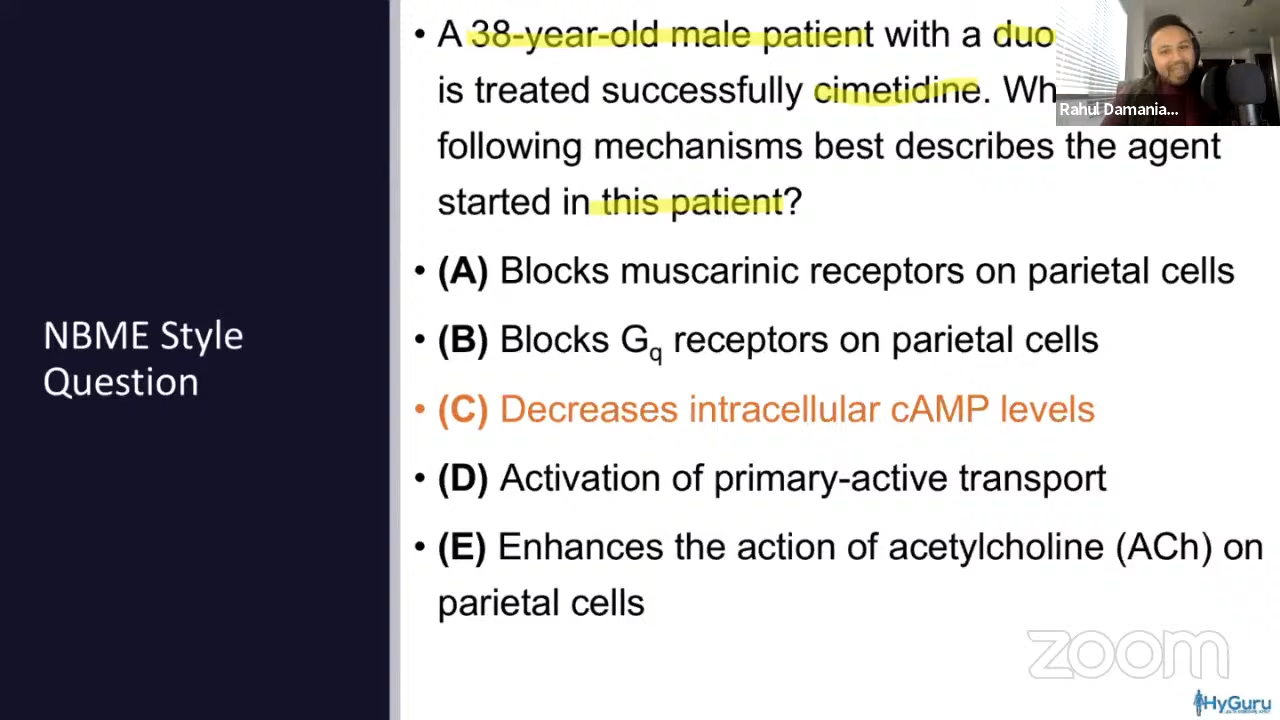 NBME Style
Question
• A 38-year-old male patient with a duo
is treated successfully cimetidine. Wh
following mechanisms best describes the agent
started in this patient?
• (A) Blocks muscarinic receptors on parietal cells
• (B) Blocks Gq receptors on parietal cells
• (C) Decreases intracellular cAMP levels
• (D) Activation of primary-active transport
• (E) Enhances the action of acetylcholine (ACh) on
parietal cells
Rahul Damania...
zoom
HyGuru